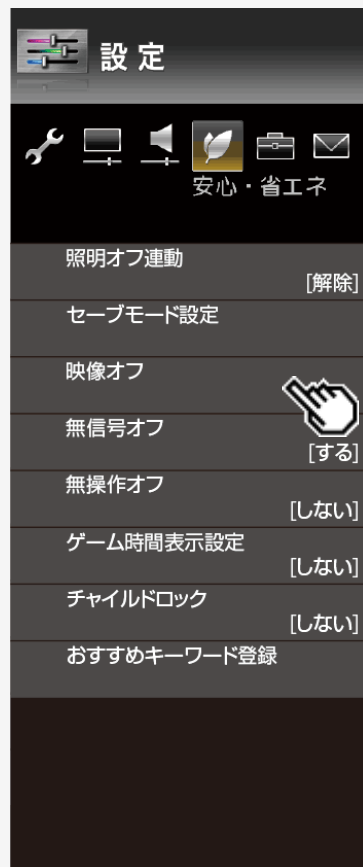 設定
安心・省エネ
照明オフ連動
[解除]
セーブモード設定
映像オフ
無信号オフ
[する]
無操作オフ
[しない]
ゲーム時間表示設定
[しない]
チャイルドロック
[しない]
おすすめキーワード登録